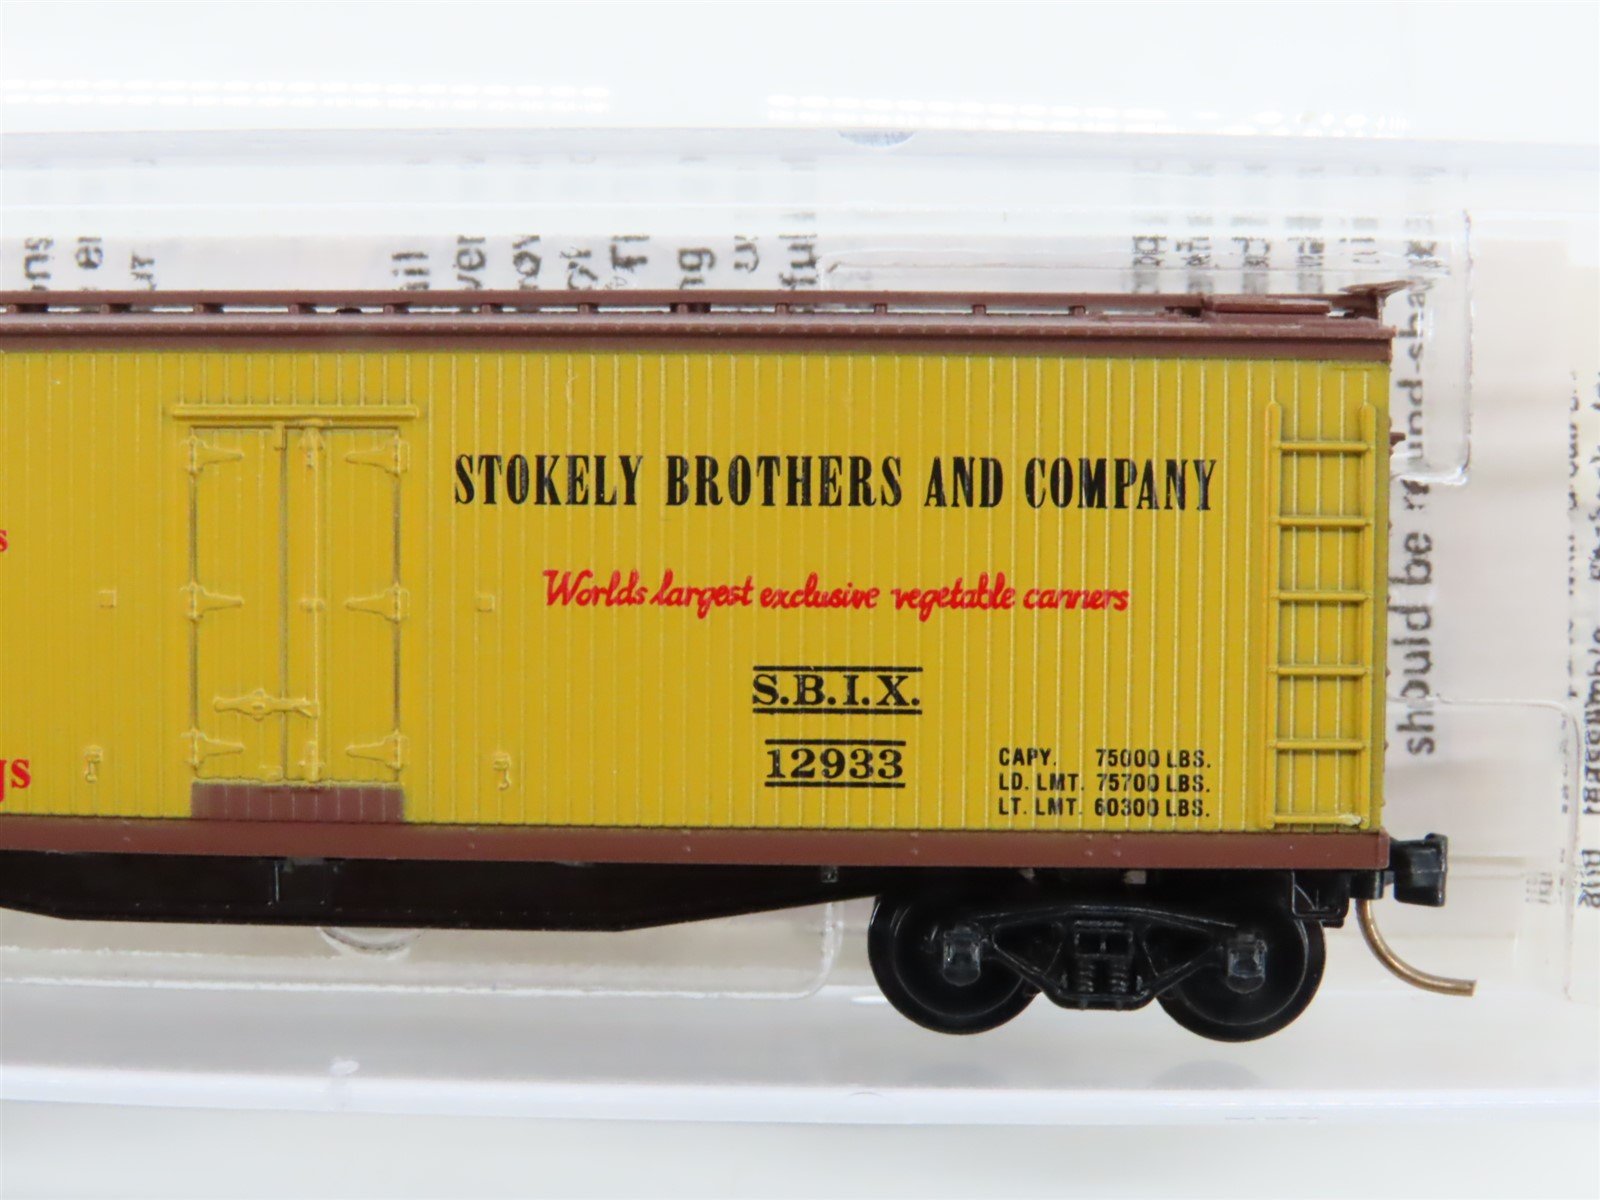 STOKELY BROTHERS AND COMPANY
Worlds largest exclusive vegetable canners
S.B.I.X.
12933
CAPY. 75000 LBS.
LD. LMT. 75700 LBS.
LT. LMT. 60300 LBS.
should be